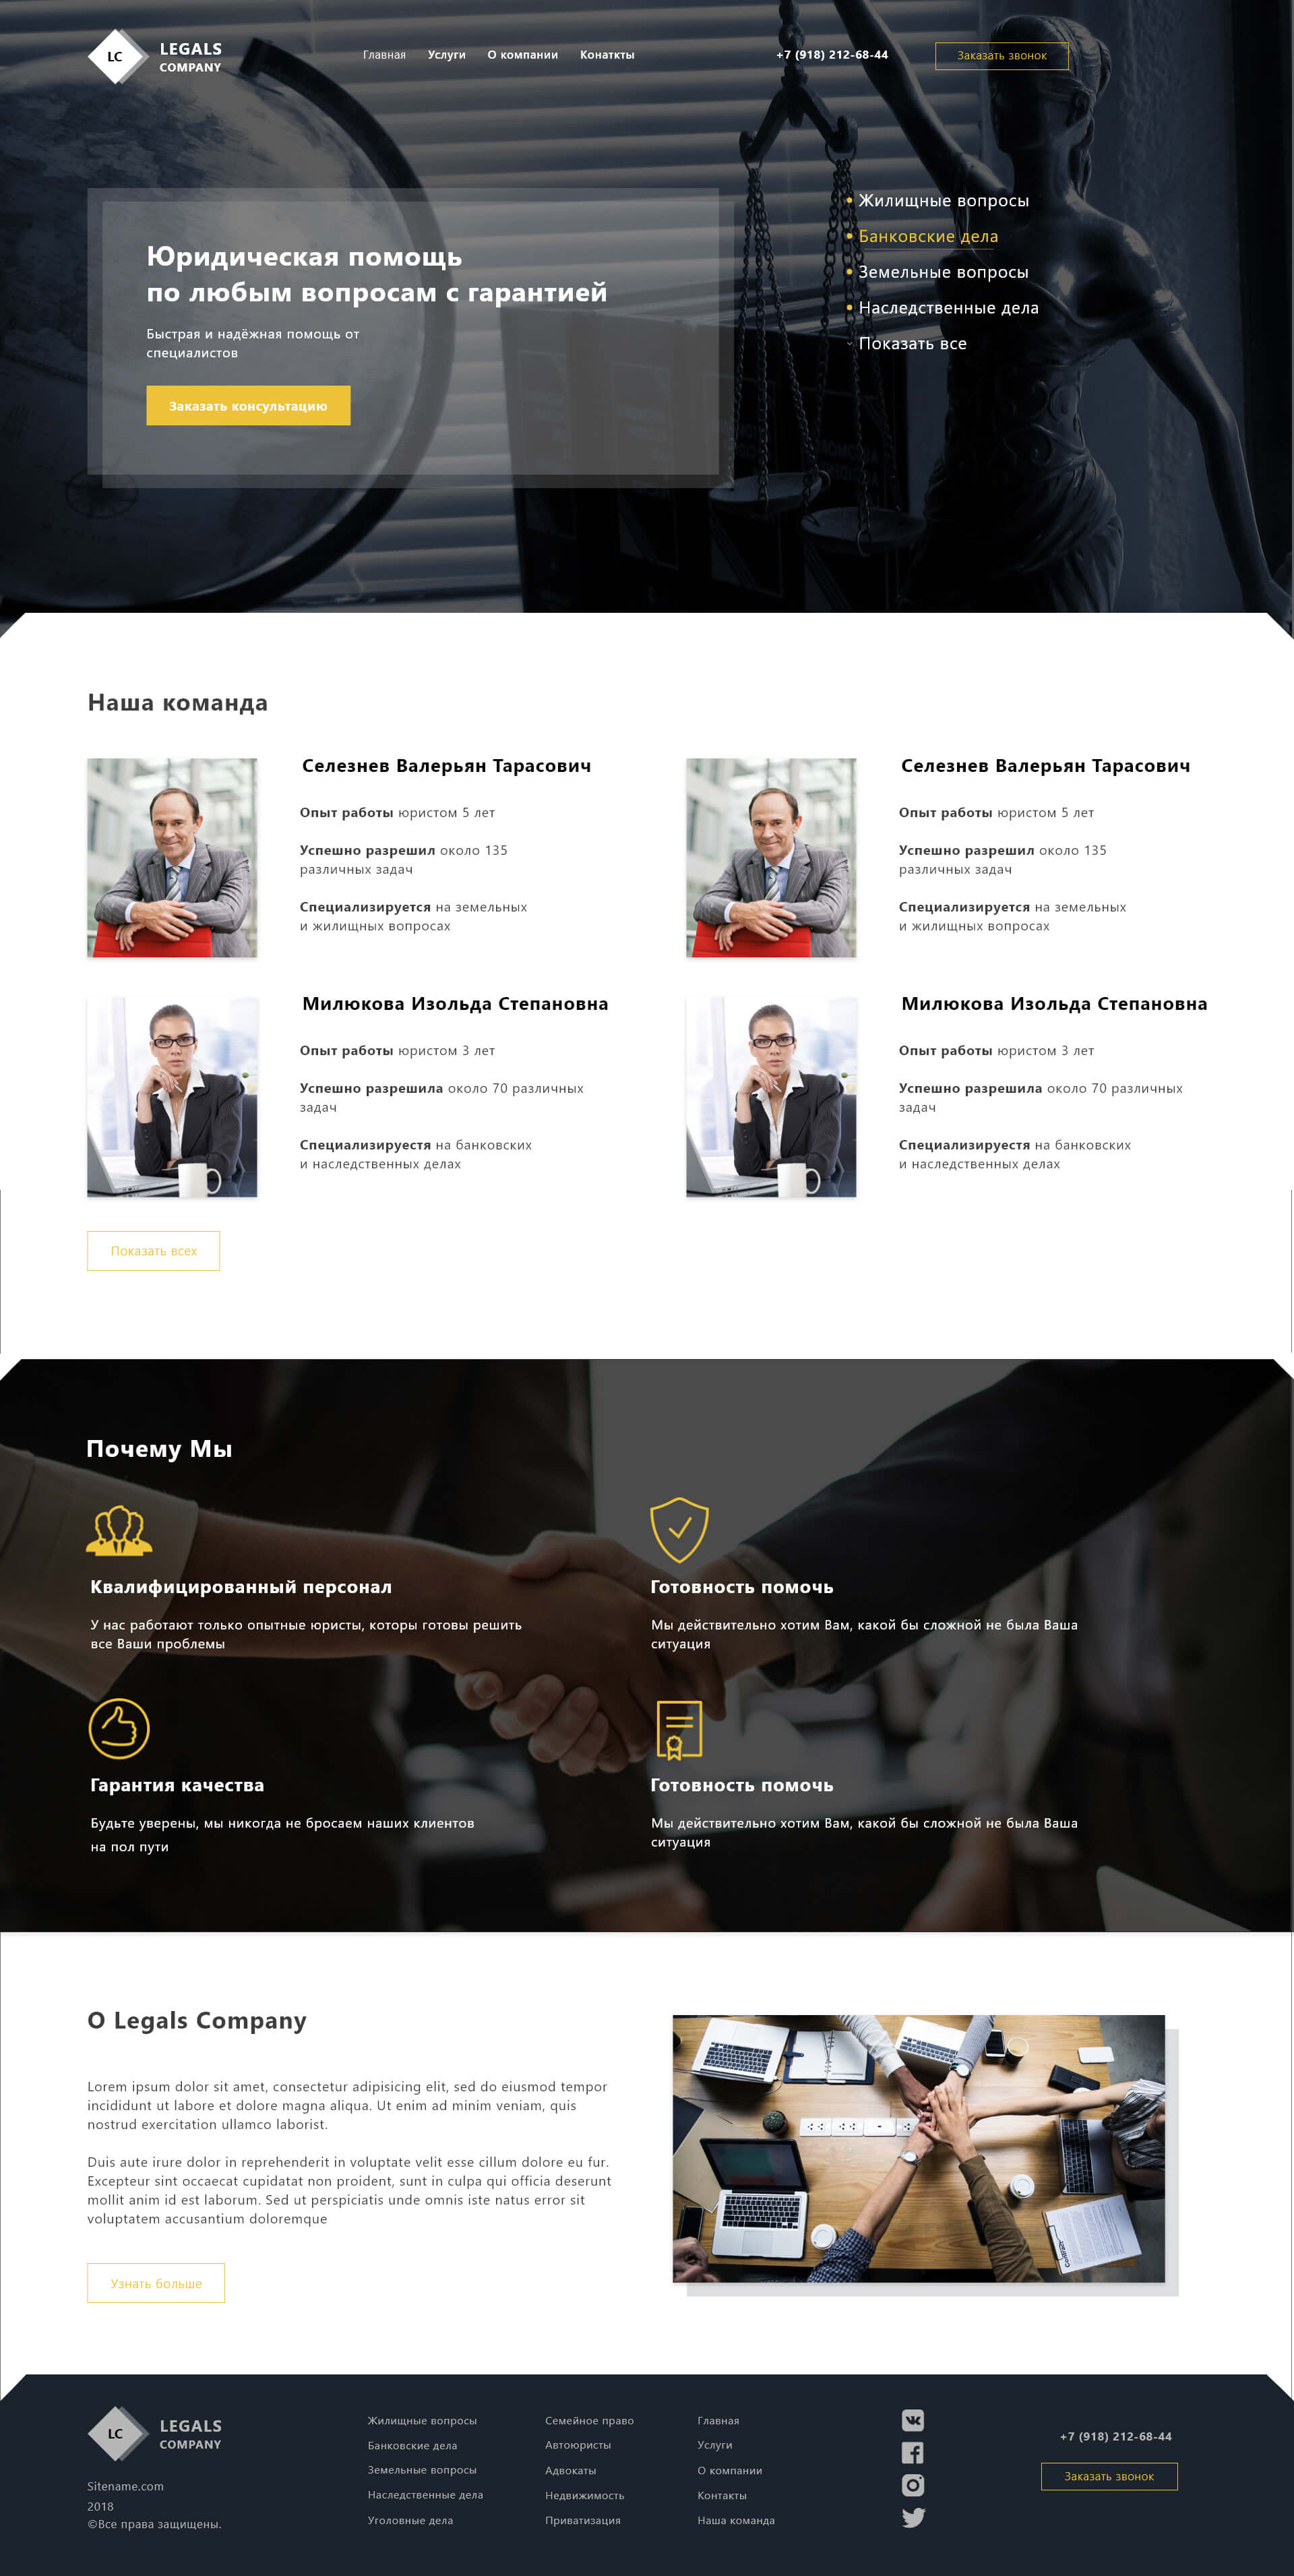 LC
LEGALS
COMPANY
Главная Услуги О компании Конаткты
+7 (918) 212-68-44
Заказать звонок
Юридическая помощь
по любым вопросам с гарантией
Быстрая и надёжная помощь от
специалистов
Заказать консультацию
Жилищные вопросы
Банковские дела
Земельные вопросы
Наследственные дела
Показать все
Наша команда
Селезнев Валерьян Тарасович
Опыт работы юристом 5 лет
Успешно разрешил около 135
различных задач
Специализируется на земельных
и жилищных вопросах
Селезнев Валерьян Тарасович
Опыт работы юристом 5 лет
Успешно разрешил около 135
различных задач
Специализируется на земельных
и жилищных вопросах
Милюкова Изольда Степановна
Опыт работы юристом 3 лет
Успешно разрешила около 70 различных
задач
Специализируестя на банковских
и наследственных делах
Милюкова Изольда Степановна
Опыт работы юристом 3 лет
Успешно разрешила около 70 различных
задач
Специализируестя на банковских
и наследственных делах
Показать всех
Почему Мы
Квалифицированный персонал
У нас работают только опытные юристы, которы готовы решить
все Ваши проблемы
Готовность помочь
Мы действительно хотим Вам, какой бы сложной не была Ваша
ситуация
Гарантия качества
Будьте уверены, мы никогда не бросаем наших клиентов
на пол пути
Готовность помочь
Мы действительно хотим Вам, какой бы сложной не была Ваша
ситуация
О Legals Company
Lorem ipsum dolor sit amet, consectetur adipisicing elit, sed do eiusmod tempor
incididunt ut labore et dolore magna aliqua. Ut enim ad minim veniam, quis
nostrud exercitation ullamco laborist.
Duis aute irure dolor in reprehenderit in voluptate velit esse cillum dolore eu fur.
Excepteur sint occaecat cupidatat non proident, sunt in culpa qui officia deserunt
mollit anim id est laborum. Sed ut perspiciatis unde omnis iste natus error sit
voluptatem accusantium doloremque
Узнать больше
Contract
LC
LEGALS
COMPANY
Sitename.com
2018
©Все права защищены.
Жилищные вопросы
Банковские дела
Земельные вопросы
Наследственные дела
Уголовные дела
Семейное право
Автоюристы
Адвокаты
Недвижимость
Приватизация
Главная
Услуги
О компании
Контакты
Наша команда
+7 (918) 212-68-44
Заказать звонок